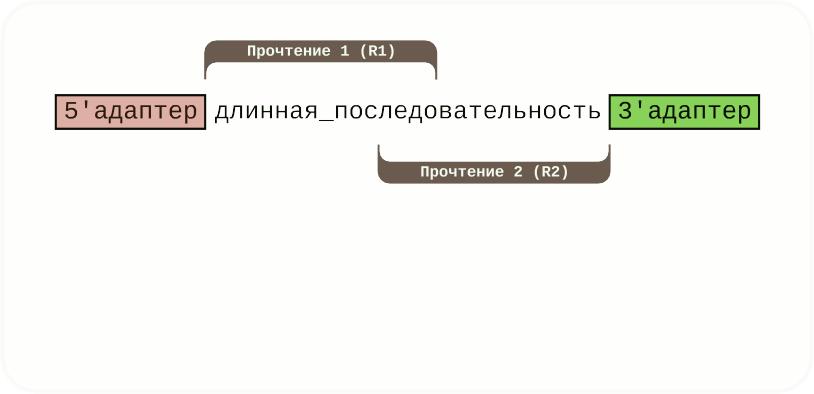 Прочтение 1 (R1)
5'адаптер длинная_последовательность 3'адаптер
Прочтение 2 (R2)